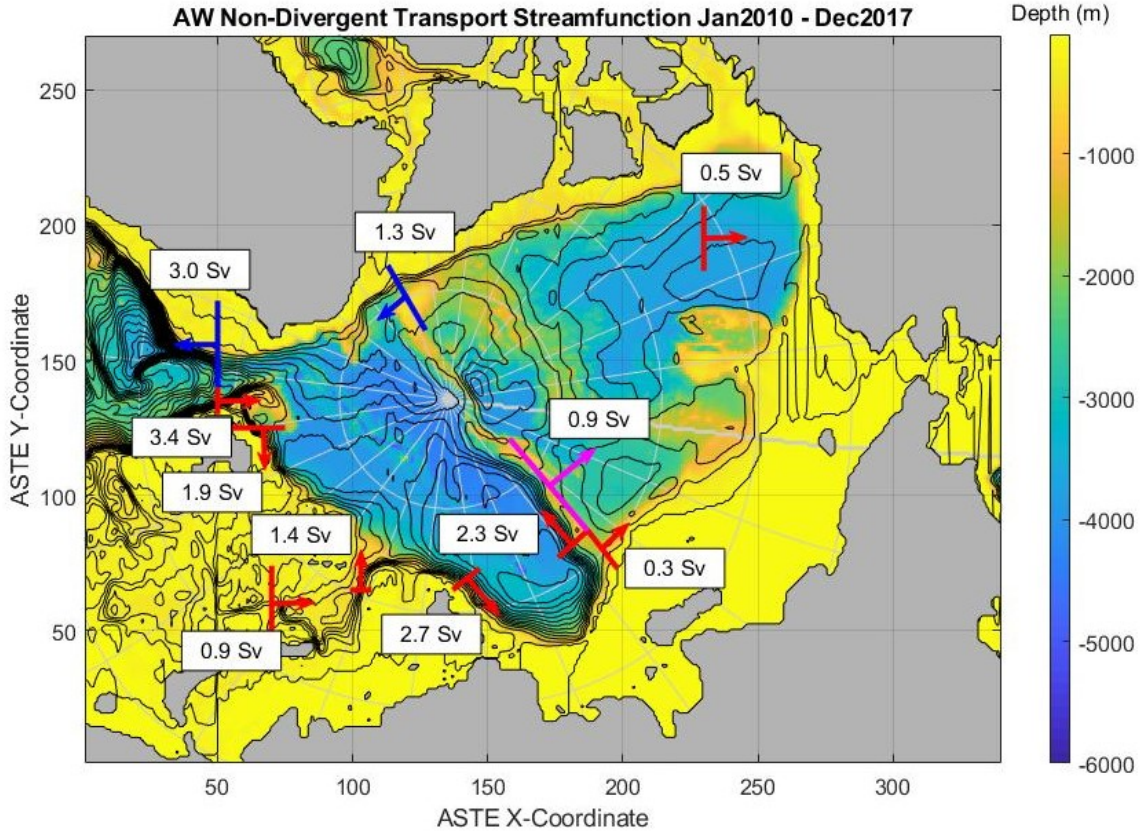 AW Non-Divergent Transport Streamfunction Jan2010 - Dec2017
Depth (m)
250
200
150
100
50
ASTE Y-Coordinate
0.5 Sv
1.3 Sv
3.0 Sv
0.9 Sv
3.4 Sv
1.9 Sv
1.4 Sv
2.3 Sv
0.3 Sv
2.7 Sv
0.9 Sv
50
100
150
200
250
300
ASTE X-Coordinate
-1000
-2000
-3000
-4000
-5000
-6000